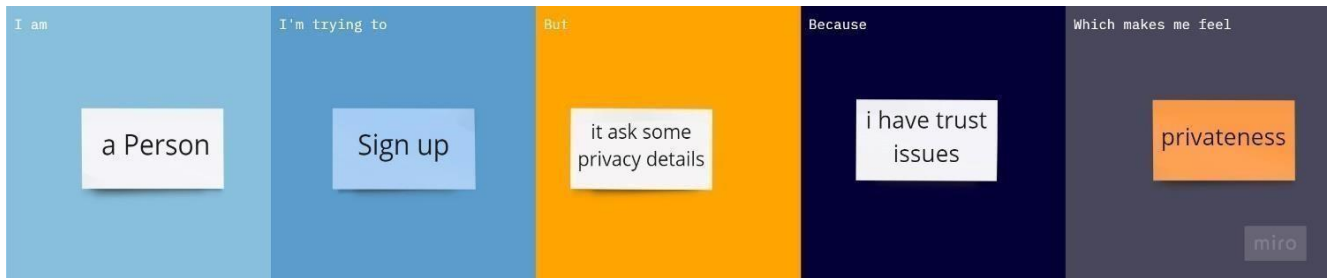 I am
I'm trying to
But
Because
Which makes me feel
a Person
Sign up
it ask some
privacy details
i have trust
issues
privateness
miro